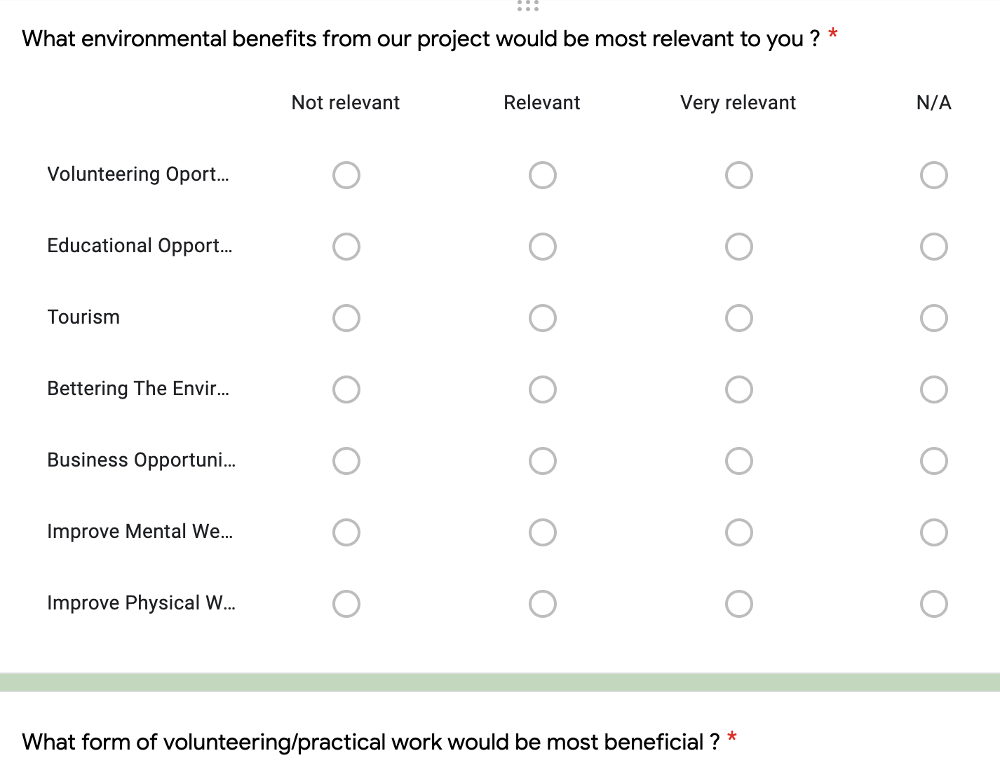 What environmental benefits from our project would be most relevant to you ? *
Not relevant Relevant Very relevant N/A
Volunteering Oport...
Educational Opport...
Tourism
Bettering The Envir...
Business Opportuni...
Improve Mental We...
Improve Physical W...
What form of volunteering/practical work would be most beneficial ? *